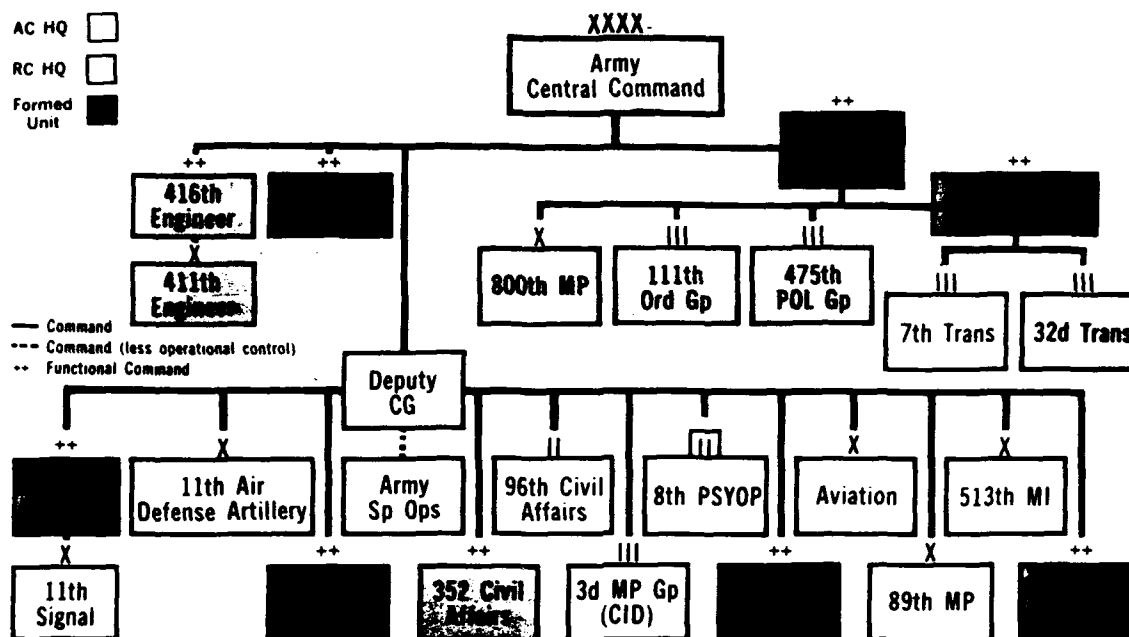 AC HQ
RC HQ
Formed
Unit
XXXX
Army
Central Command
++
++
++
++
416th
Engineer
X
411th
Engineer
X
800th MP
III
111th
Ord Gp
III
475th
POL Gp
III
7th Trans
III
32d Trans
Command
Command (less operational control)
++ Functional Command
Deputy
CG
++
X
11th Air
Defense Artillery
Army
Sp Ops
II
96th Civil
Affairs
II
8th PSYOP
X
Aviation
X
513th MI
X
11th
Signal
++
++
352 Civil
Affairs
III
3d MP Gp
(CID)
++
X
89th MP
++